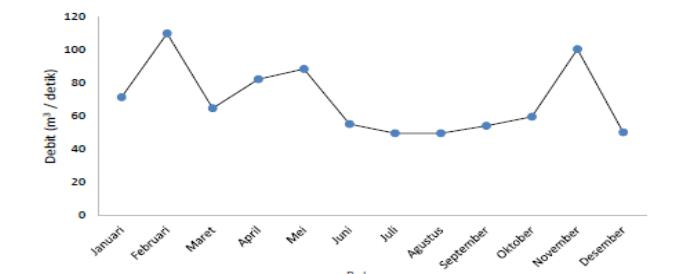 120
100
80
60
40
20
0
Debit (m³ / detik)
Januari
Februari
Maret
April
Mei
Juni
Juli
Agustus
September
Oktober
November
Desember